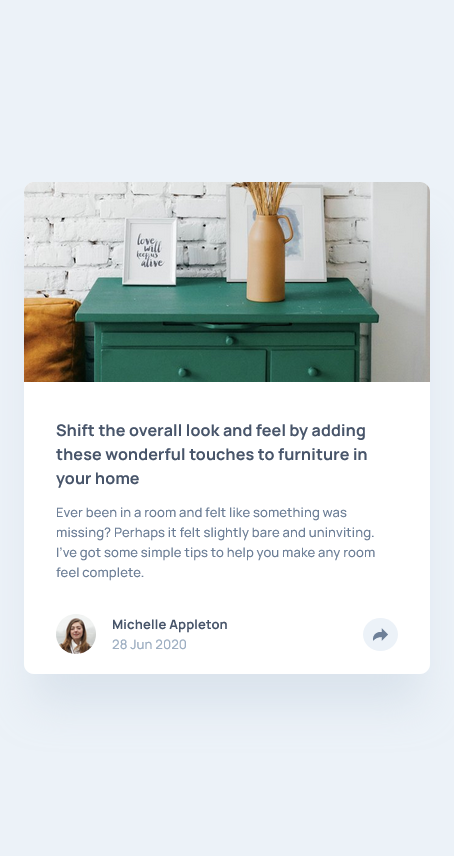 love
will
keep us
alive
Shift the overall look and feel by adding
these wonderful touches to furniture in
your home
Ever been in a room and felt like something was
missing? Perhaps it felt slightly bare and uninviting.
I've got some simple tips to help you make any room
feel complete.
Michelle Appleton
28 Jun 2020